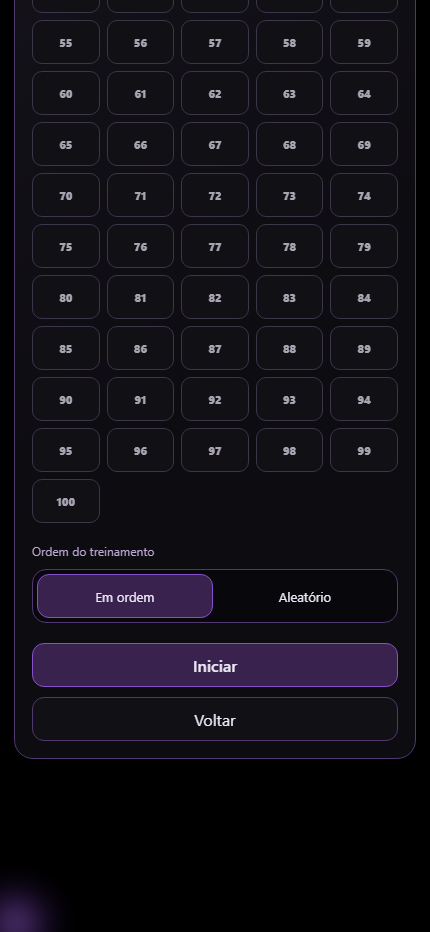 55 56 57 58 59
60 61 62 63 64
65 66 67 68 69
70 71 72 73 74
75 76 77 78 79
80 81 82 83 84
85 86 87 88 89
90 91 92 93 94
95 96 97 98 99
100
Ordem do treinamento
Em ordem Aleatório
Iniciar
Voltar